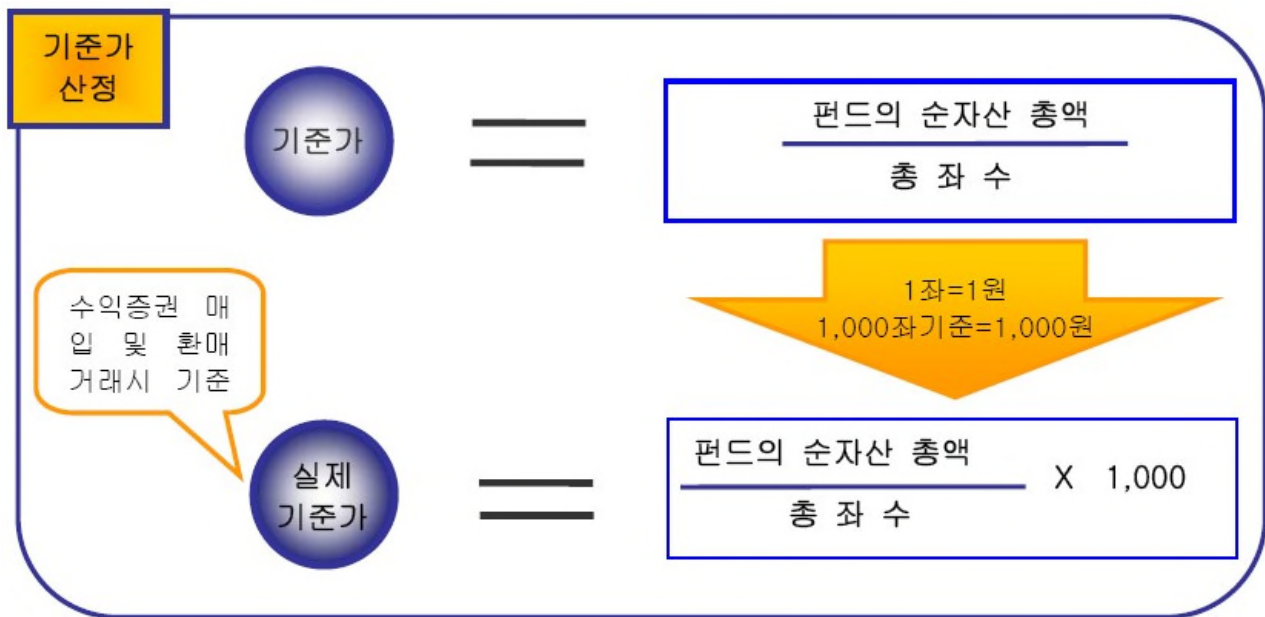 기준가
산정
기준가
펀드의 순자산 총액
총 좌 수
1좌=1원
1,000좌기준=1,000원
수익증권 매
입 및 환매
거래시 기준
실제
기준가
펀드의 순자산 총액
총 좌 수
X 1,000